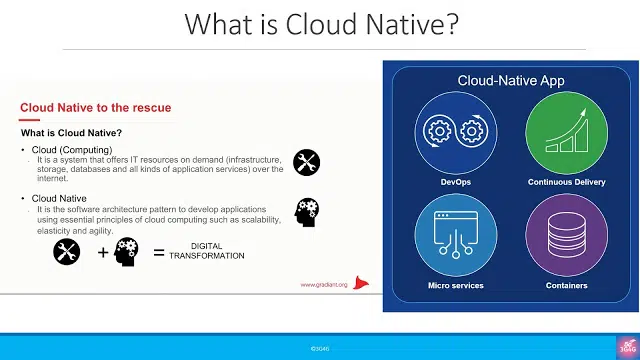 What is Cloud Native?
Cloud Native to the rescue
What is Cloud Native?
• Cloud (Computing)
It is a system that offers IT resources on demand (infrastructure,
storage, databases and all kinds of application services) over the
internet.
• Cloud Native
It is the software architecture pattern to develop applications
using essential principles of cloud computing such as scalability,
elasticity and agility.
+ = DIGITAL
TRANSFORMATION
www.gradiant.org
Cloud-Native App
DevOps
Continuous Delivery
Micro services
Containers
©3G4G
3G4G